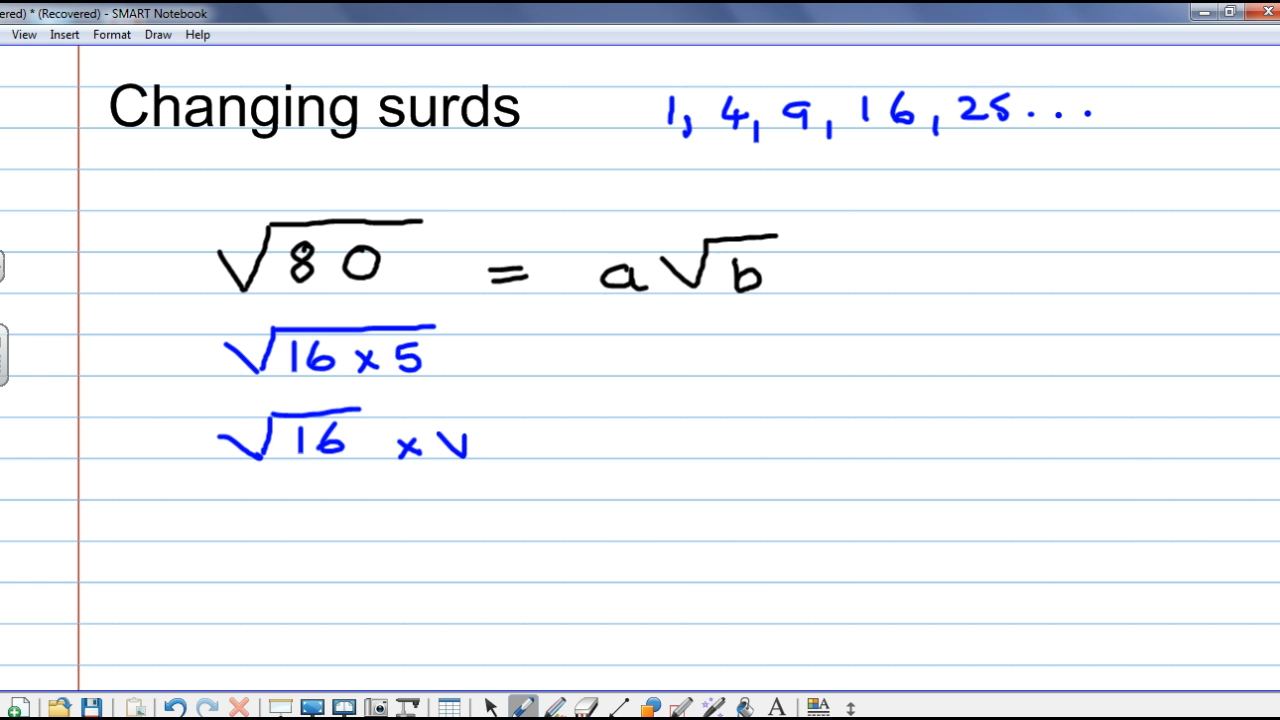 ered) * (Recovered) - SMART Notebook
View Insert Format Draw Help
Changing surds
1, 4, 9, 16, 25...
√80 = a√b
√16 × 5
√16 × √